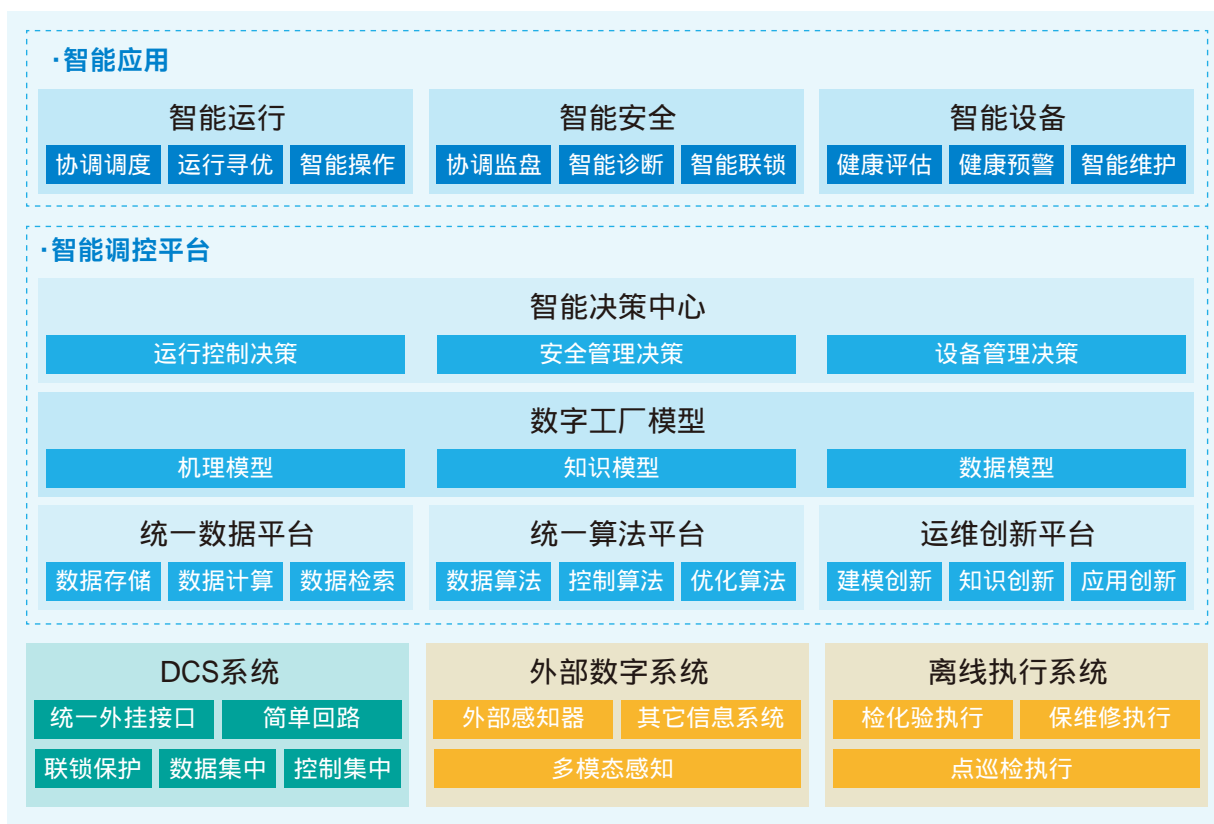 ·智能应用
智能运行
智能安全
智能设备
协调调度 运行寻优 智能操作
协调监盘 智能诊断 智能联锁
健康评估 健康预警 智能维护
·智能调控平台
智能决策中心
运行控制决策 安全管理决策 设备管理决策
数字工厂模型
机理模型 知识模型 数据模型
统一数据平台
统一算法平台
运维创新平台
数据存储 数据计算 数据检索
数据算法 控制算法 优化算法
建模创新 知识创新 应用创新
DCS系统
外部数字系统
离线执行系统
统一外挂接口 简单回路
外部感知器 其它信息系统
检化验执行 保维修执行
联锁保护 数据集中 控制集中
多模态感知
点巡检执行